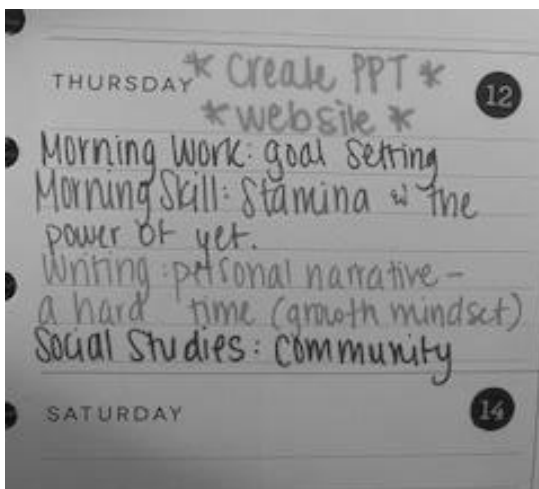 THURSDAY * Create PPT * 12
* website *
Morning Work: goal setting
Morning Skill: Stamina w/ the
power of yet.
Writing: personal narrative -
a hard time (growth mindset)
Social Studies: Community
SATURDAY 14